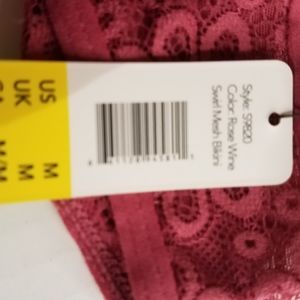 Style: S9820
Color: Rose Wine
Swirl Mesh Bikini
US M
UK M
M/M